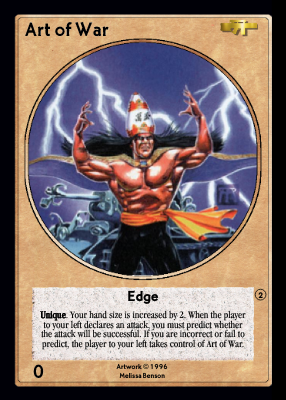 Art of War
Edge
2
Unique. Your hand size is increased by 2. When the player
to your left declares an attack, you must predict whether
the attack will be successful. If you are incorrect or fail to
predict, the player to your left takes control of Art of War.
0
Artwork © 1996
Melissa Benson